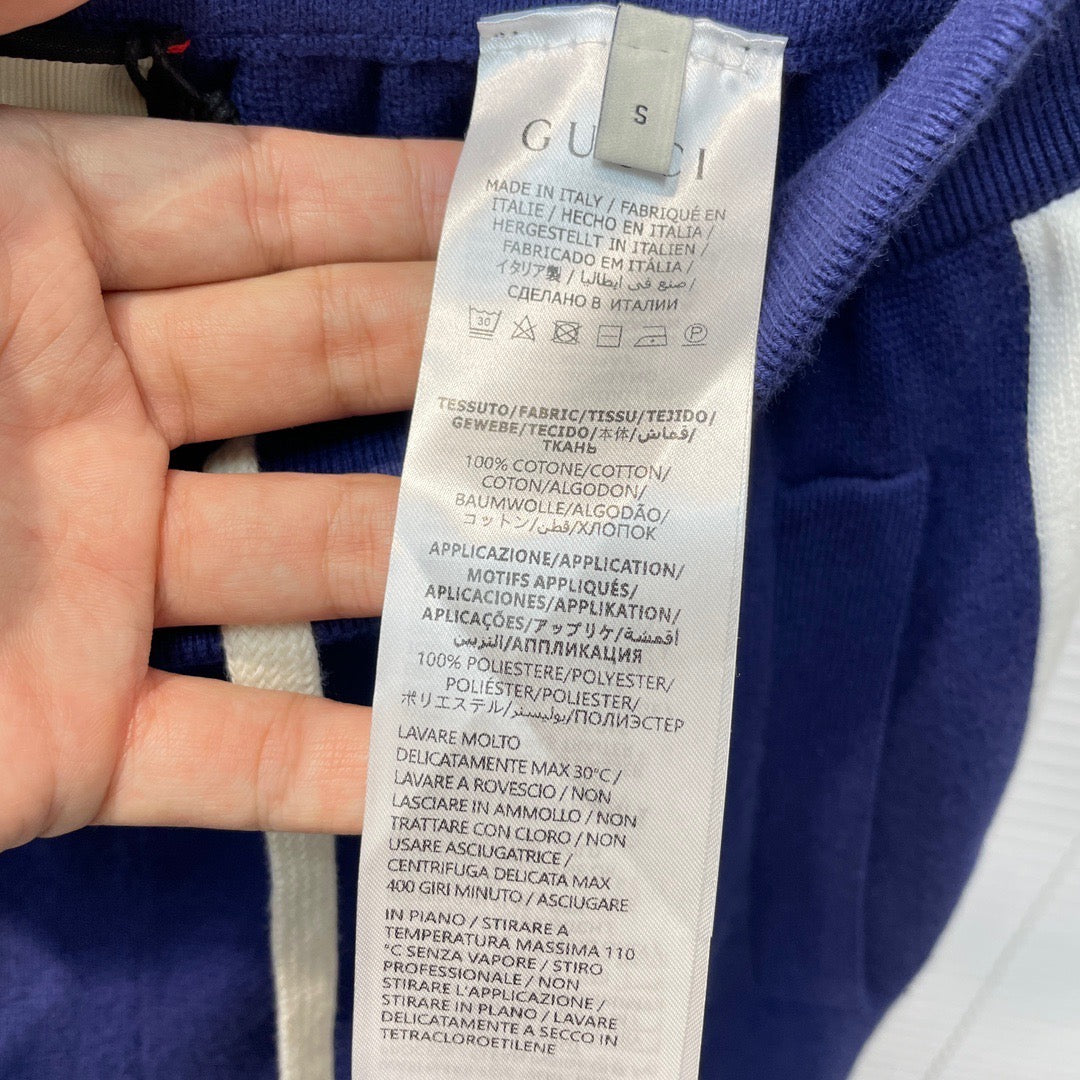 S
GUCCI
MADE IN ITALY / FABRIQUÉ EN
ITALIE / HECHO EN ITALIA /
HERGESTELLT IN ITALIEN /
FABRICADO EM ITÁLIA /
イタリア製 / صنع في ايطاليا /
СДЕЛАНО В ИТАЛИИ
30
P
TESSUTO/FABRIC/TISSU/TEJIDO/
GEWEBE/TECIDO/本体/قماش/
ТКАНЬ
100% COTONE/COTTON/
COTON/ALGODON/
BAUMWOLLE/ALGODÃO/
コットン/قطن/ХЛОПОК
APPLICAZIONE/APPLICATION/
MOTIFS APPLIQUÉS/
APLICACIONES/APPLIKATION/
APLICAÇÕES/アップリケ/أقمشة
التزيين/АППЛИКАЦИЯ
100% POLIESTERE/POLYESTER/
POLIÉSTER/POLIESTER/
ポリエステル/بوليستر/ПОЛИЭСТЕР
LAVARE MOLTO
DELICATAMENTE MAX 30°C /
LAVARE A ROVESCIO / NON
LASCIARE IN AMMOLLO / NON
TRATTARE CON CLORO / NON
USARE ASCIUGATRICE /
CENTRIFUGA DELICATA MAX
400 GIRI MINUTO / ASCIUGARE
IN PIANO / STIRARE A
TEMPERATURA MASSIMA 110
°C SENZA VAPORE / STIRO
PROFESSIONALE / NON
STIRARE L'APPLICAZIONE /
STIRARE IN PLANO / LAVARE
DELICATAMENTE A SECCO IN
TETRACLOROETILENE